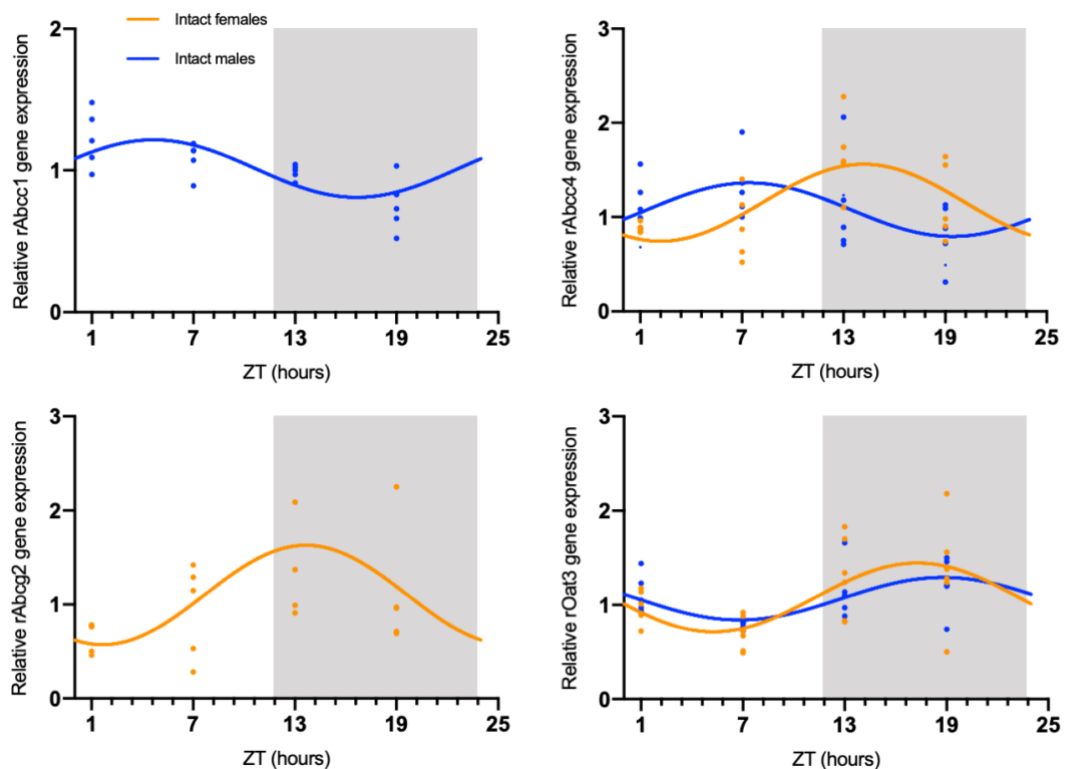 Intact females
Intact males
Relative rAbcc1 gene expression
2
1
0
1 7 13 19 25
ZT (hours)
Relative rAbcc4 gene expression
3
2
1
0
1 7 13 19 25
ZT (hours)
Relative rAbcg2 gene expression
3
2
1
0
1 7 13 19 25
ZT (hours)
Relative rOat3 gene expression
3
2
1
0
1 7 13 19 25
ZT (hours)